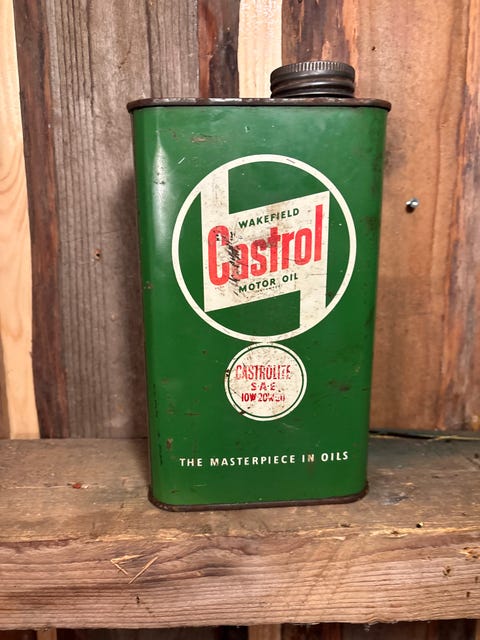 WAKEFIELD
Castrol
MOTOR OIL
CASTROLITE
S·A·E
THE MASTERPIECE IN OILS